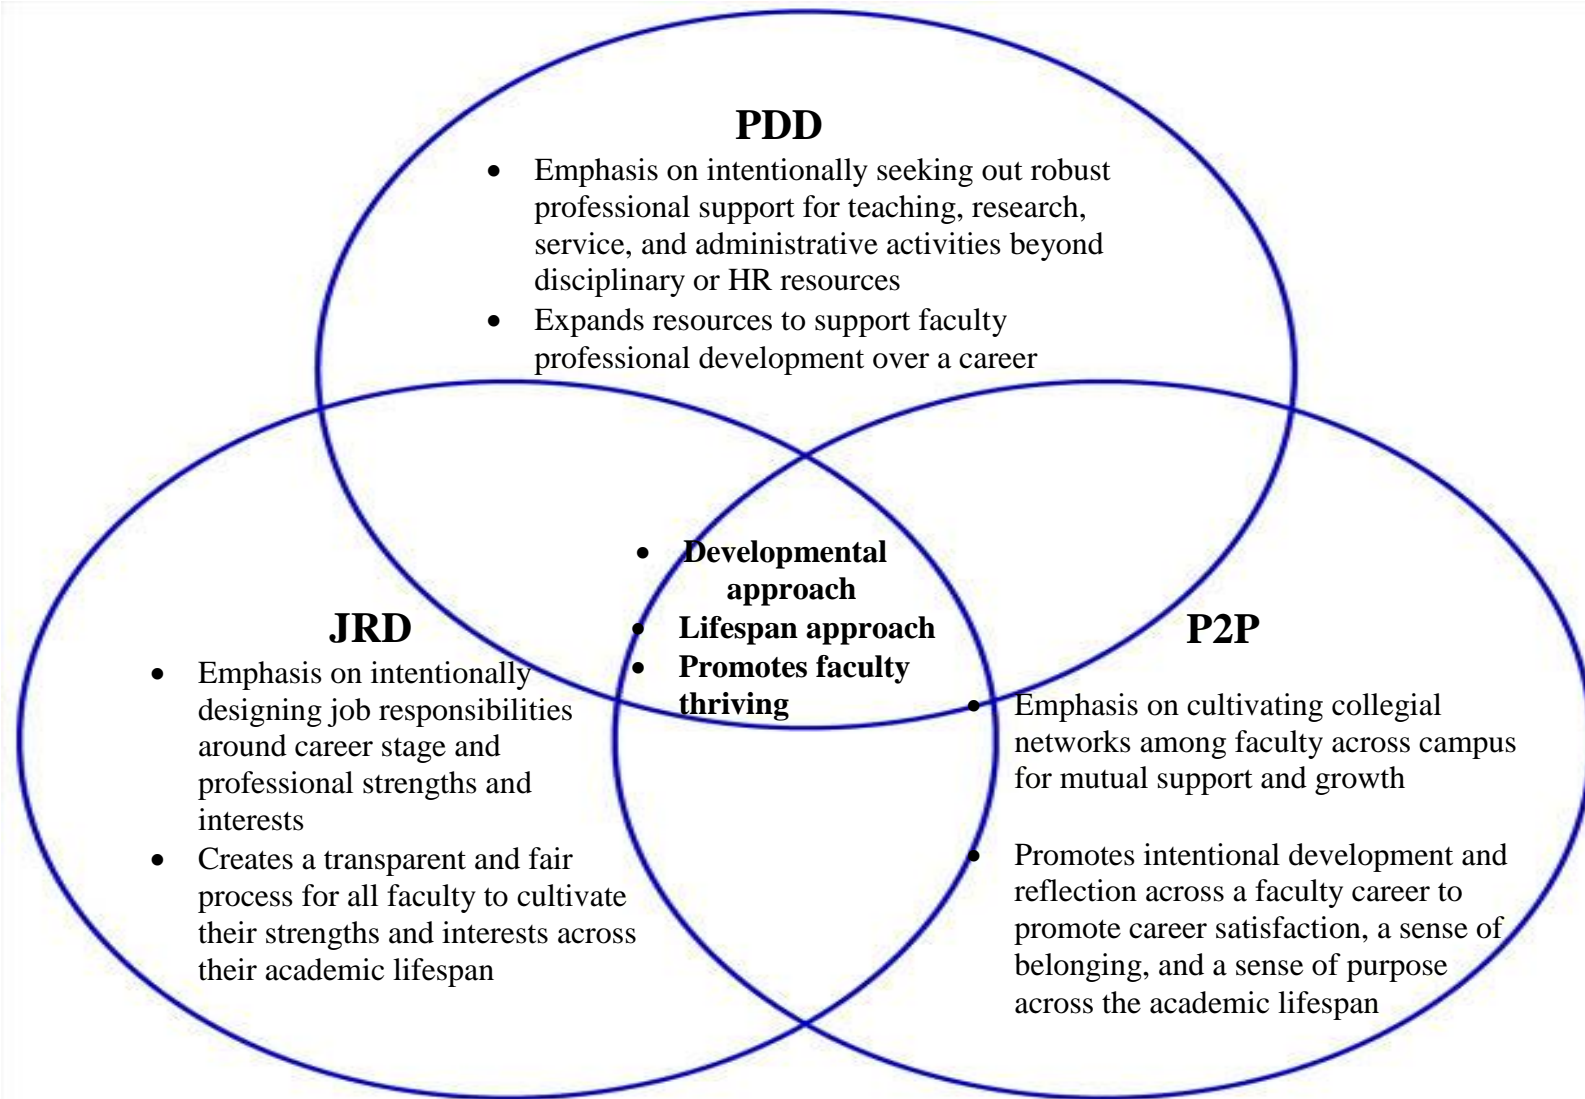 PDD
• Emphasis on intentionally seeking out robust
professional support for teaching, research,
service, and administrative activities beyond
disciplinary or HR resources
• Expands resources to support faculty
professional development over a career
• Developmental
approach
• Lifespan approach
• Promotes faculty
thriving
JRD
• Emphasis on intentionally
designing job responsibilities
around career stage and
professional strengths and
interests
• Creates a transparent and fair
process for all faculty to cultivate
their strengths and interests across
their academic lifespan
P2P
• Emphasis on cultivating collegial
networks among faculty across campus
for mutual support and growth
• Promotes intentional development and
reflection across a faculty career to
promote career satisfaction, a sense of
belonging, and a sense of purpose
across the academic lifespan